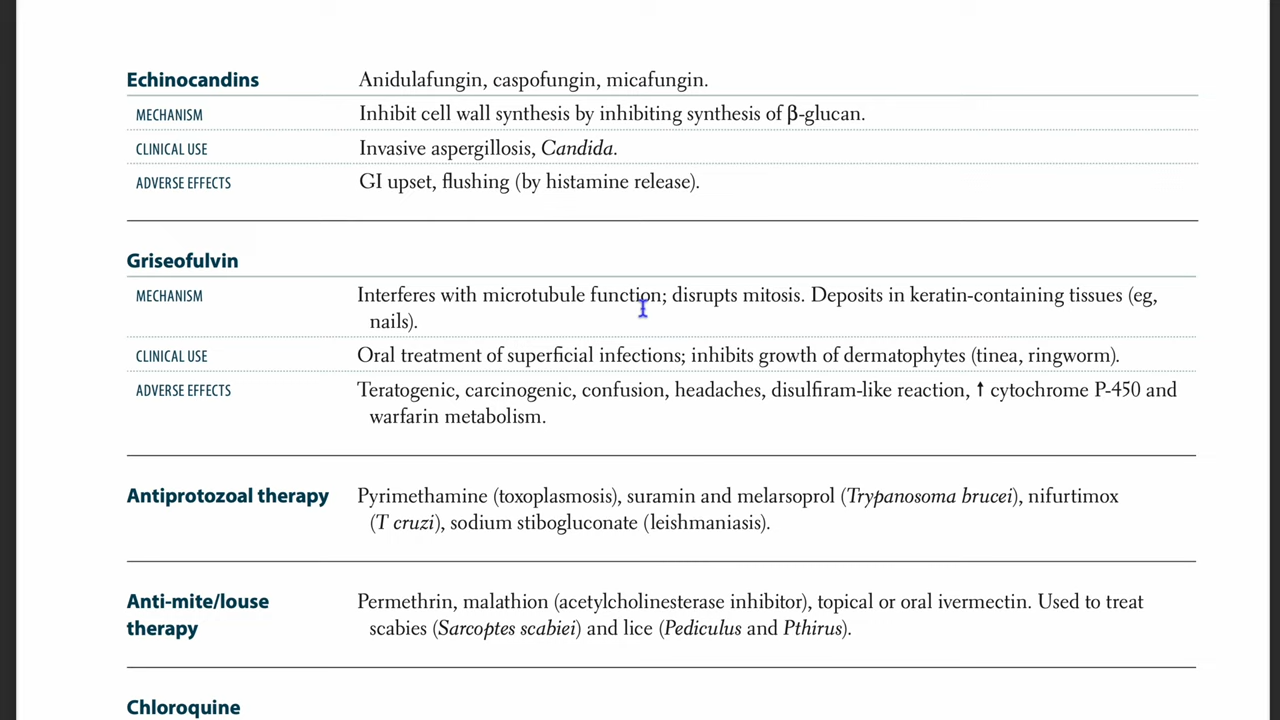 Echinocandins Anidulafungin, caspofungin, micafungin.
MECHANISM Inhibit cell wall synthesis by inhibiting synthesis of β-glucan.
CLINICAL USE Invasive aspergillosis, Candida.
ADVERSE EFFECTS GI upset, flushing (by histamine release).
Griseofulvin
MECHANISM Interferes with microtubule function; disrupts mitosis. Deposits in keratin-containing tissues (eg,
nails).
CLINICAL USE Oral treatment of superficial infections; inhibits growth of dermatophytes (tinea, ringworm).
ADVERSE EFFECTS Teratogenic, carcinogenic, confusion, headaches, disulfiram-like reaction, ↑ cytochrome P-450 and
warfarin metabolism.
Antiprotozoal therapy Pyrimethamine (toxoplasmosis), suramin and melarsoprol (Trypanosoma brucei), nifurtimox
(T cruzi), sodium stibogluconate (leishmaniasis).
Anti-mite/louse Permethrin, malathion (acetylcholinesterase inhibitor), topical or oral ivermectin. Used to treat
therapy scabies (Sarcoptes scabiei) and lice (Pediculus and Pthirus).
Chloroquine